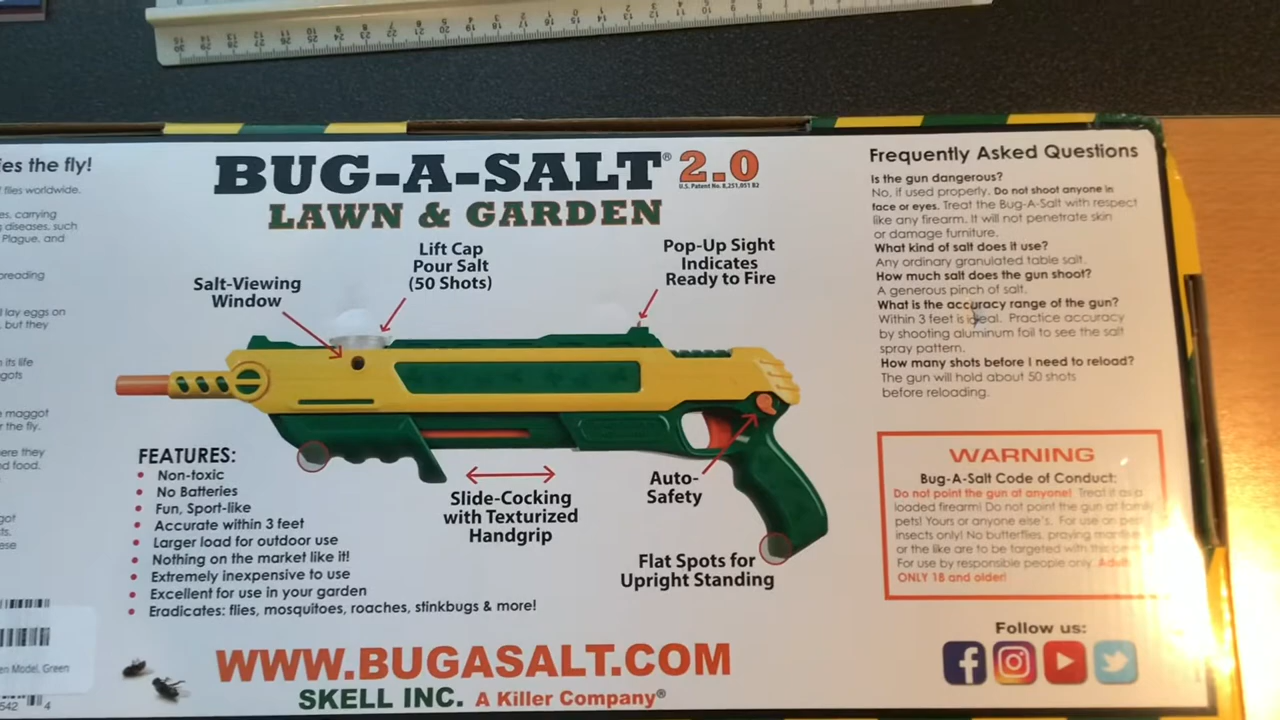 ies the fly!
f flies worldwide.
es, carrying
g diseases, such
Plague, and
preading
l lay eggs on
, but they
n its life
gots
e maggot
r the fly.
ere they
nd food.
got
ts.
ese
en Model, Green
542 4
BUG-A-SALT® 2.0
U.S. Patent No. 8,251,051 B2
LAWN & GARDEN
Salt-Viewing
Window
Lift Cap
Pour Salt
(50 Shots)
Pop-Up Sight
Indicates
Ready to Fire
Slide-Cocking
with Texturized
Handgrip
Auto-
Safety
Flat Spots for
Upright Standing
FEATURES:
• Non-toxic
• No Batteries
• Fun, Sport-like
• Accurate within 3 feet
• Larger load for outdoor use
• Nothing on the market like it!
• Extremely inexpensive to use
• Excellent for use in your garden
• Eradicates: flies, mosquitoes, roaches, stinkbugs & more!
WWW.BUGASALT.COM
SKELL INC. A Killer Company®
Frequently Asked Questions
Is the gun dangerous?
No, if used properly. Do not shoot anyone in
face or eyes. Treat the Bug-A-Salt with respect
like any firearm. It will not penetrate skin
or damage furniture.
What kind of salt does it use?
Any ordinary granulated table salt.
How much salt does the gun shoot?
A generous pinch of salt.
What is the accuracy range of the gun?
Within 3 feet is ideal. Practice accuracy
by shooting aluminum foil to see the salt
spray pattern.
How many shots before I need to reload?
The gun will hold about 50 shots
before reloading.
WARNING
Bug-A-Salt Code of Conduct:
Do not point the gun at anyone! Treat it as a
loaded firearm! Do not point the gun at family
pets! Yours or anyone else's. For use on
insects only! No butterflies, praying
or the like are to be targeted with this
For use by responsible people only.
ONLY 18 and older!
Follow us: